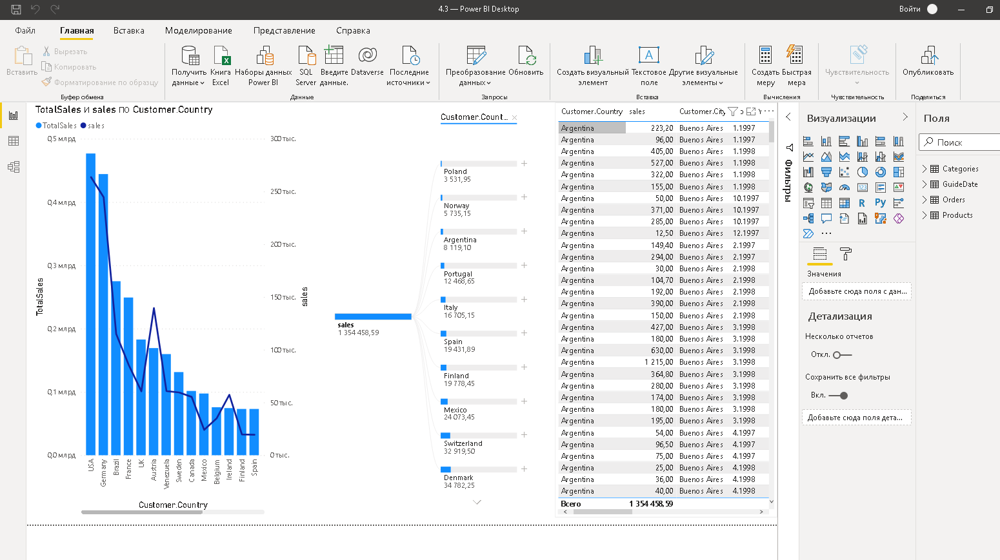 4.3 — Power BI Desktop
Войти
Файл
Главная
Вставка
Моделирование
Представление
Справка
Вставить
Вырезать
Копировать
Форматирование по образцу
Буфер обмена
Получить данные
Книга Excel
Наборы данных Power BI
SQL Server
Введите данные.
Dataverse
Последние источники
Данные
Преобразование данных
Обновить
Запросы
Создать визуальный элемент
Текстовое поле
Другие визуальные элементы
Вставка
Создать меру
Быстрая мера
Вычисления
Чувствительность
Чувствительность
Опубликовать
Поделиться
TotalSales и sales по Customer.Country
TotalSales sales
0,5 млрд
0,4 млрд
0,3 млрд
0,2 млрд
0,1 млрд
0,0 млрд
TotalSales
300 тыс.
250 тыс.
200 тыс.
150 тыс.
100 тыс.
50 тыс.
0 тыс.
sales
USA
Germany
Brazil
France
UK
Austria
Venezuela
Sweden
Canada
Mexico
Belgium
Ireland
Finland
Spain
Customer.Country
sales
1 354 458,59
Customer.Count...
Poland
3 531,95
Norway
5 735,15
Argentina
8 119,10
Portugal
12 468,65
Italy
16 705,15
Spain
19 431,89
Finland
19 778,45
Mexico
24 073,45
Switzerland
32 919,50
Denmark
34 782,25
Customer.Country sales Customer.City
Argentina 223,20 Buenos Aires 1.1997
Argentina 96,00 Buenos Aires 1.1997
Argentina 405,00 Buenos Aires 1.1998
Argentina 527,00 Buenos Aires 1.1998
Argentina 322,00 Buenos Aires 1.1998
Argentina 155,00 Buenos Aires 1.1998
Argentina 50,00 Buenos Aires 10.1997
Argentina 371,00 Buenos Aires 10.1997
Argentina 285,00 Buenos Aires 10.1997
Argentina 12,50 Buenos Aires 12.1997
Argentina 149,40 Buenos Aires 2.1997
Argentina 294,00 Buenos Aires 2.1997
Argentina 30,00 Buenos Aires 2.1998
Argentina 104,70 Buenos Aires 2.1998
Argentina 192,00 Buenos Aires 2.1998
Argentina 390,00 Buenos Aires 2.1998
Argentina 150,00 Buenos Aires 2.1998
Argentina 427,00 Buenos Aires 3.1998
Argentina 180,00 Buenos Aires 3.1998
Argentina 630,00 Buenos Aires 3.1998
Argentina 1 215,00 Buenos Aires 3.1998
Argentina 364,80 Buenos Aires 3.1998
Argentina 280,00 Buenos Aires 3.1998
Argentina 174,00 Buenos Aires 3.1998
Argentina 180,00 Buenos Aires 3.1998
Argentina 195,00 Buenos Aires 3.1998
Argentina 54,00 Buenos Aires 4.1997
Argentina 96,50 Buenos Aires 4.1997
Argentina 75,00 Buenos Aires 4.1997
Argentina 25,00 Buenos Aires 4.1998
Argentina 36,00 Buenos Aires 4.1998
Argentina 40,00 Buenos Aires 4.1998
Всего 1 354 458,59
Фильтры
Визуализации
R
Py
123
Значения
Добавьте сюда поля с дан...
Детализация
Несколько отчетов
Откл.
Сохранить все фильтры
Вкл.
Добавьте сюда поля дета...
Поля
Поиск
Categories
GuideDate
Orders
Products